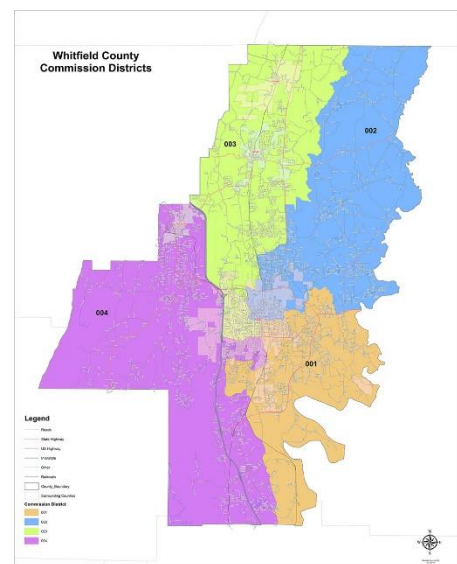 Whitfield County
Commission Districts
002
003
004
001
Legend
Roads
State Highway
US Highway
Interstate
Other
Railroads
County Boundary
Surrounding Counties
Commission District
001
002
003
004